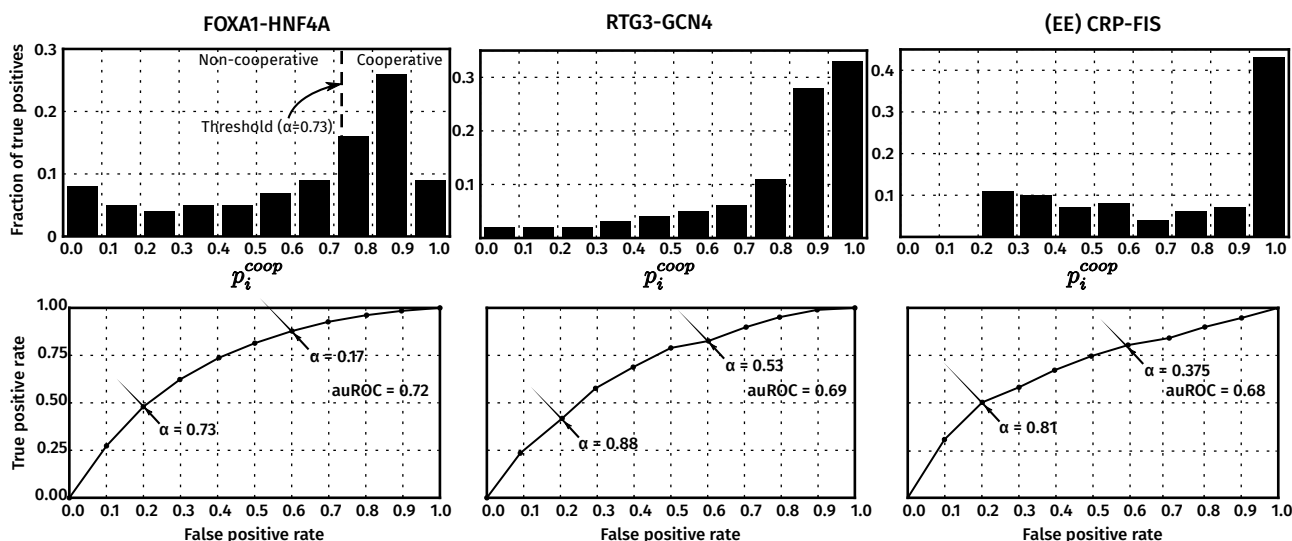 FOXA1-HNF4A
RTG3-GCN4
(EE) CRP-FIS
Fraction of true positives
0.3
0.2
0.1
0
Non-cooperative
Cooperative
Threshold (α=0.73)
0.0 0.1 0.2 0.3 0.4 0.5 0.6 0.7 0.8 0.9 1.0
p_i^coop
0.3
0.2
0.1
0.0 0.1 0.2 0.3 0.4 0.5 0.6 0.7 0.8 0.9 1.0
p_i^coop
0.4
0.3
0.2
0.1
0.0 0.1 0.2 0.3 0.4 0.5 0.6 0.7 0.8 0.9 1.0
p_i^coop
True positive rate
1.00
0.75
0.50
0.25
0.00
α = 0.17
auROC = 0.72
α = 0.73
0.0 0.1 0.2 0.3 0.4 0.5 0.6 0.7 0.8 0.9 1.0
False positive rate
α = 0.53
auROC = 0.69
α = 0.88
0.0 0.1 0.2 0.3 0.4 0.5 0.6 0.7 0.8 0.9 1.0
False positive rate
α = 0.375
auROC = 0.68
α = 0.81
0.0 0.1 0.2 0.3 0.4 0.5 0.6 0.7 0.8 0.9 1.0
False positive rate